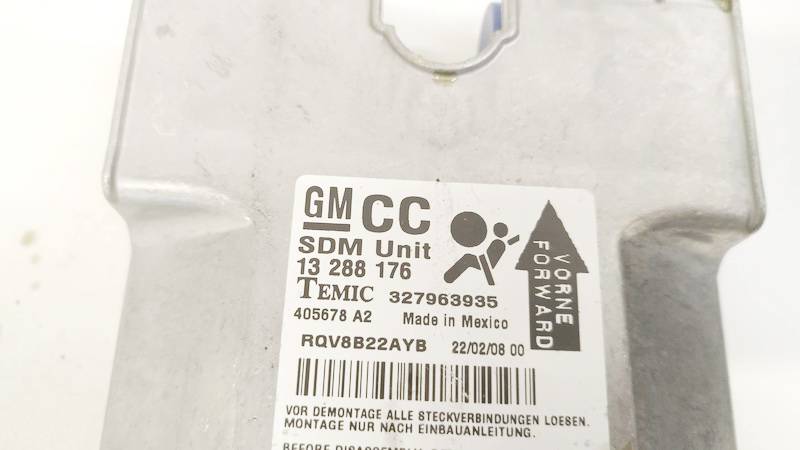 GM CC
SDM Unit
13 288 176
TEMIC 327963935
405678 A2 Made in Mexico
RQV8B22AYB 22/02/08 00
VORNE
FORWARD
VOR DEMONTAGE ALLE STECKVERBINDUNGEN LOESEN.
MONTAGE NUR NACH EINBAUANLEITUNG.
BEFORE